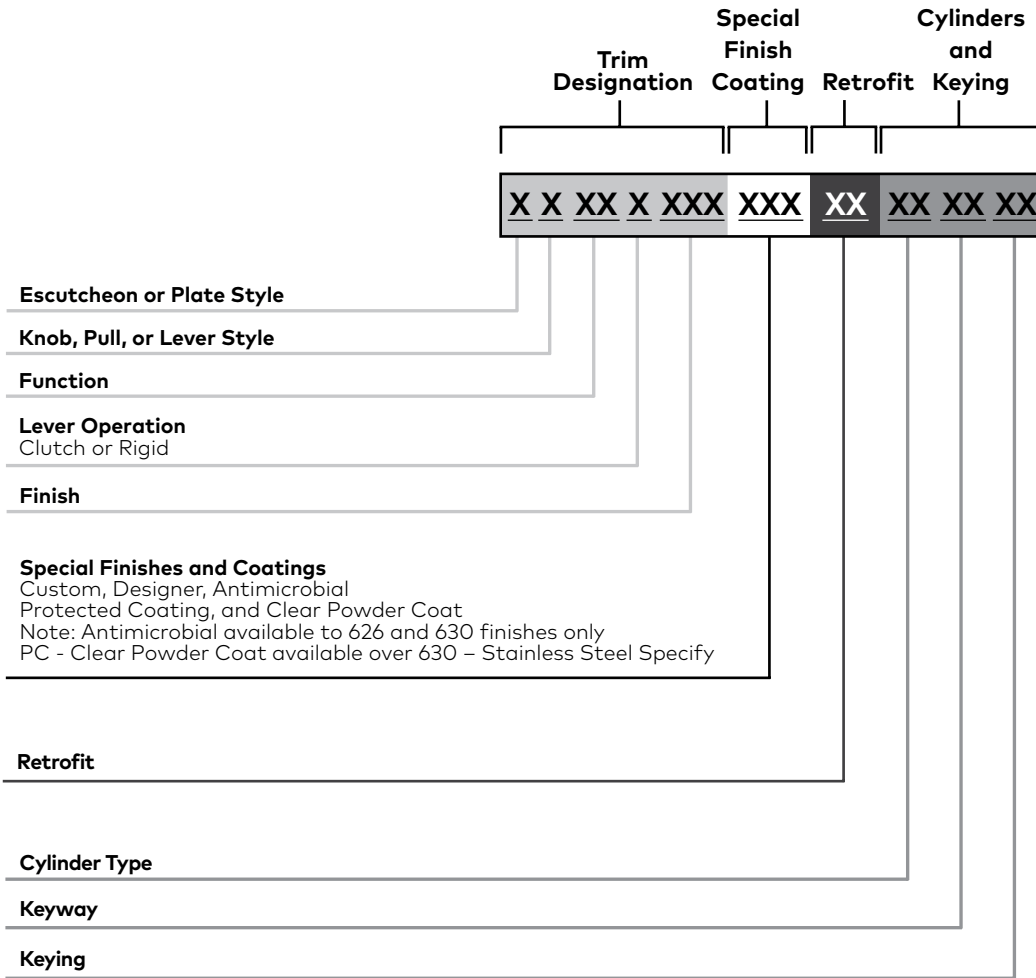 Trim
Designation
Special
Finish
Coating
Retrofit
Cylinders
and
Keying
X X XX X XXX XXX XX XX XX XX
Escutcheon or Plate Style
Knob, Pull, or Lever Style
Function
Lever Operation
Clutch or Rigid
Finish
Special Finishes and Coatings
Custom, Designer, Antimicrobial
Protected Coating, and Clear Powder Coat
Note: Antimicrobial available to 626 and 630 finishes only
PC - Clear Powder Coat available over 630 – Stainless Steel Specify
Retrofit
Cylinder Type
Keyway
Keying